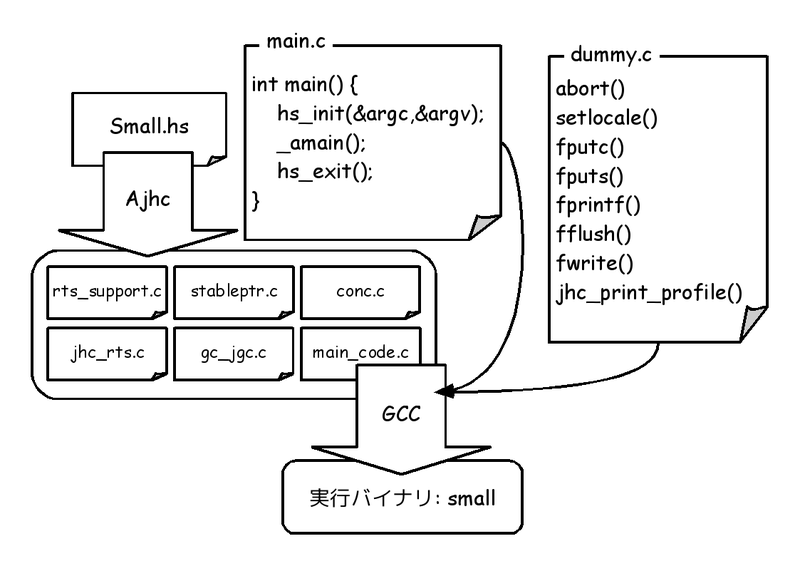 main.c
int main() {
hs_init(&argc,&argv);
_amain();
hs_exit();
}
dummy.c
abort()
setlocale()
fputc()
fputs()
fprintf()
fflush()
fwrite()
jhc_print_profile()
Small.hs
Ajhc
rts_support.c
stableptr.c
conc.c
jhc_rts.c
gc_jgc.c
main_code.c
GCC
実行バイナリ: small